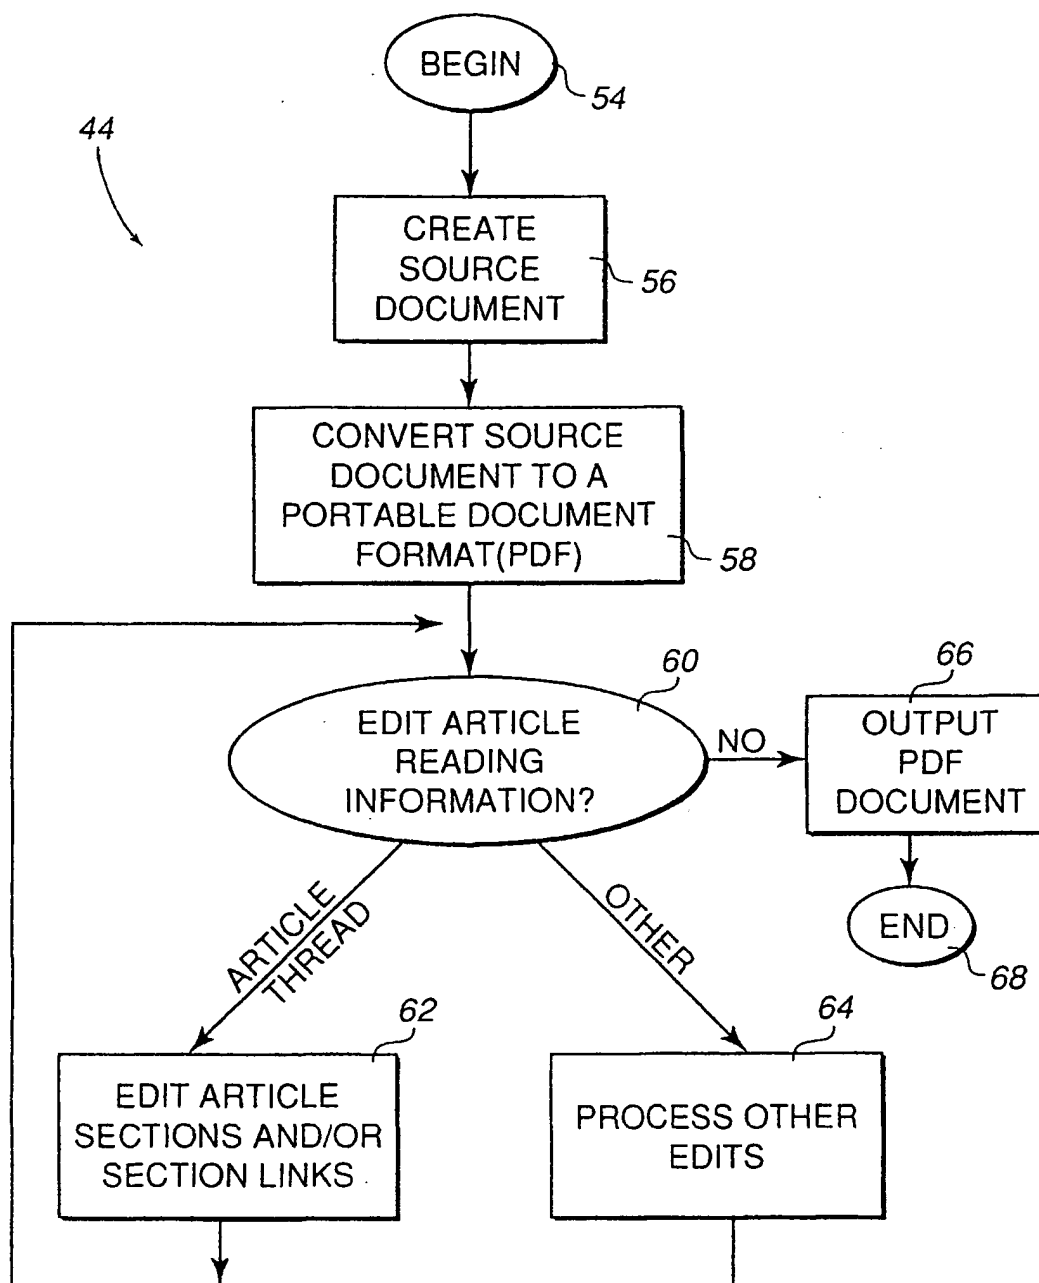 BEGIN
54
44
CREATE
SOURCE
DOCUMENT
56
CONVERT SOURCE
DOCUMENT TO A
PORTABLE DOCUMENT
FORMAT(PDF)
58
60
EDIT ARTICLE
READING
INFORMATION?
NO
66
OUTPUT
PDF
DOCUMENT
END
68
ARTICLE
THREAD
OTHER
62
EDIT ARTICLE
SECTIONS AND/OR
SECTION LINKS
64
PROCESS OTHER
EDITS